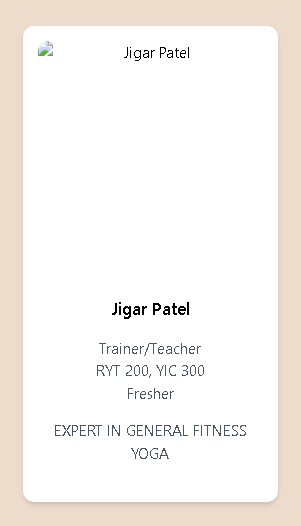 Jigar Patel
Jigar Patel
Trainer/Teacher
RYT 200, YIC 300
Fresher
EXPERT IN GENERAL FITNESS
YOGA